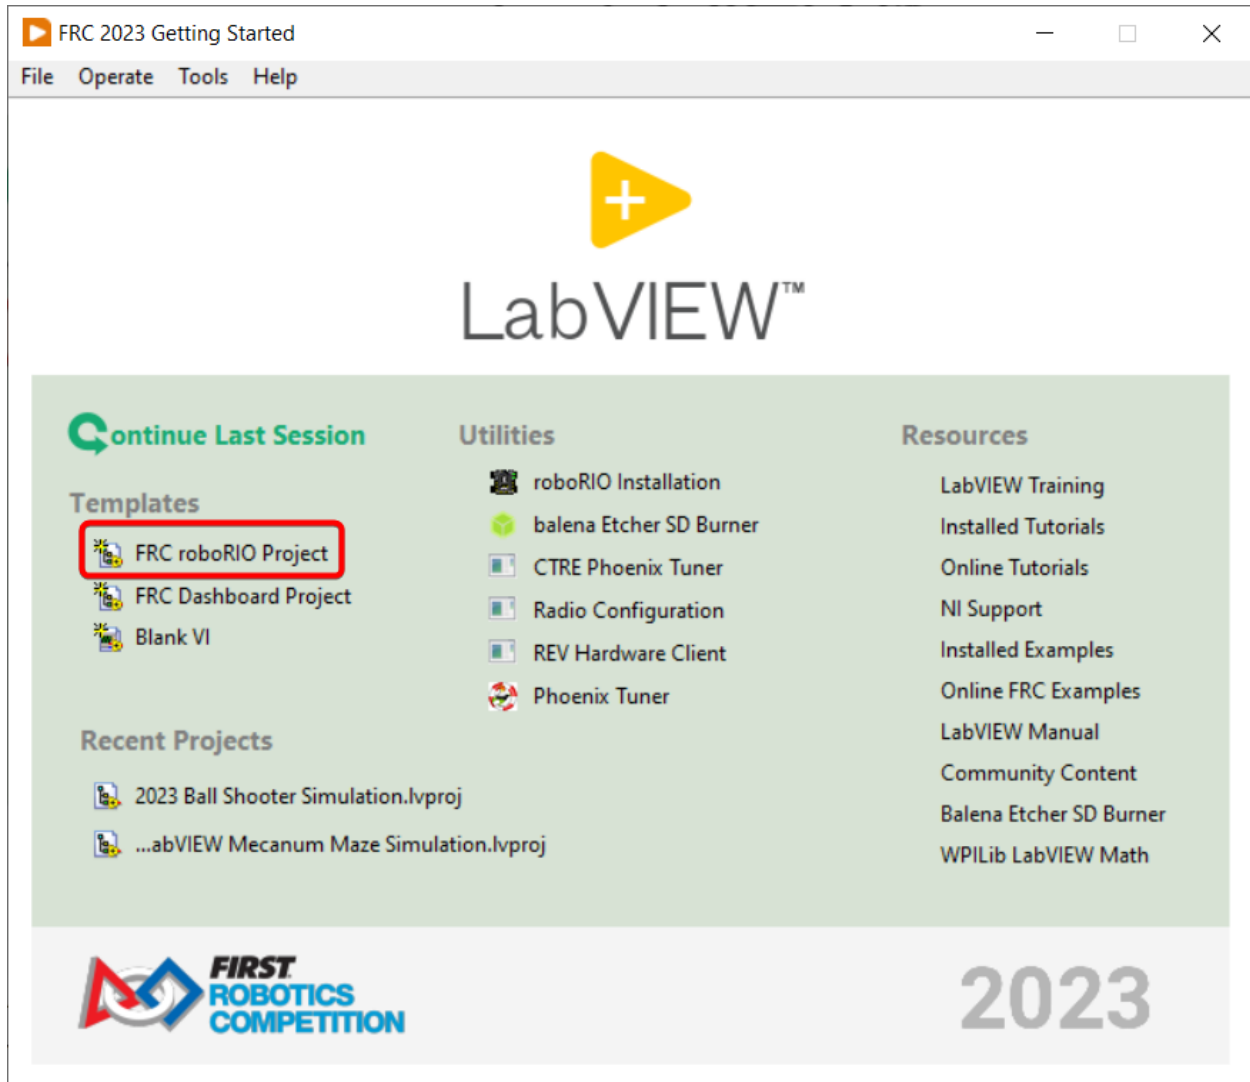 FRC 2023 Getting Started
File Operate Tools Help
LabVIEW™
Continue Last Session
Templates
FRC roboRIO Project
FRC Dashboard Project
Blank VI
Recent Projects
2023 Ball Shooter Simulation.lvproj
...abVIEW Mecanum Maze Simulation.lvproj
Utilities
roboRIO Installation
balena Etcher SD Burner
CTRE Phoenix Tuner
Radio Configuration
REV Hardware Client
Phoenix Tuner
Resources
LabVIEW Training
Installed Tutorials
Online Tutorials
NI Support
Installed Examples
Online FRC Examples
LabVIEW Manual
Community Content
Balena Etcher SD Burner
WPILib LabVIEW Math
FIRST
ROBOTICS
COMPETITION
2023